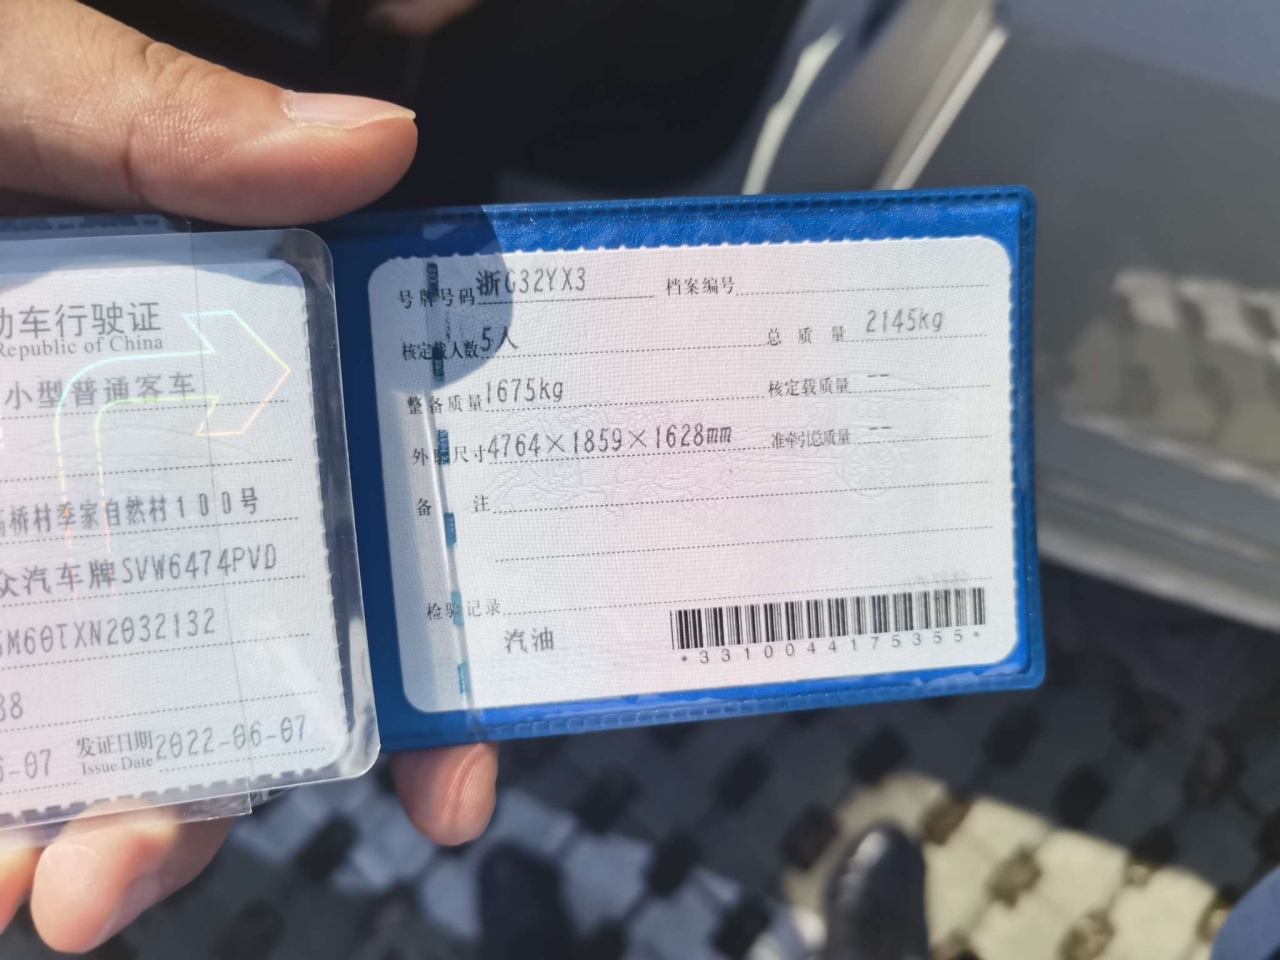 动车行驶证
Republic of China
小型普通客车
高桥村李家自然村100号
众汽车牌SVW6474PVD
6M60TXN2032132
38
6-07 发证日期 2022-06-07
Issue Date
号牌号码 浙G32YX3 档案编号
核定载人数 5人 总质量 2145kg
整备质量 1675kg 核定载质量 --
外廓尺寸 4764×1859×1628mm 准牵引总质量 --
备注
检验记录
汽油
*3310044175355*